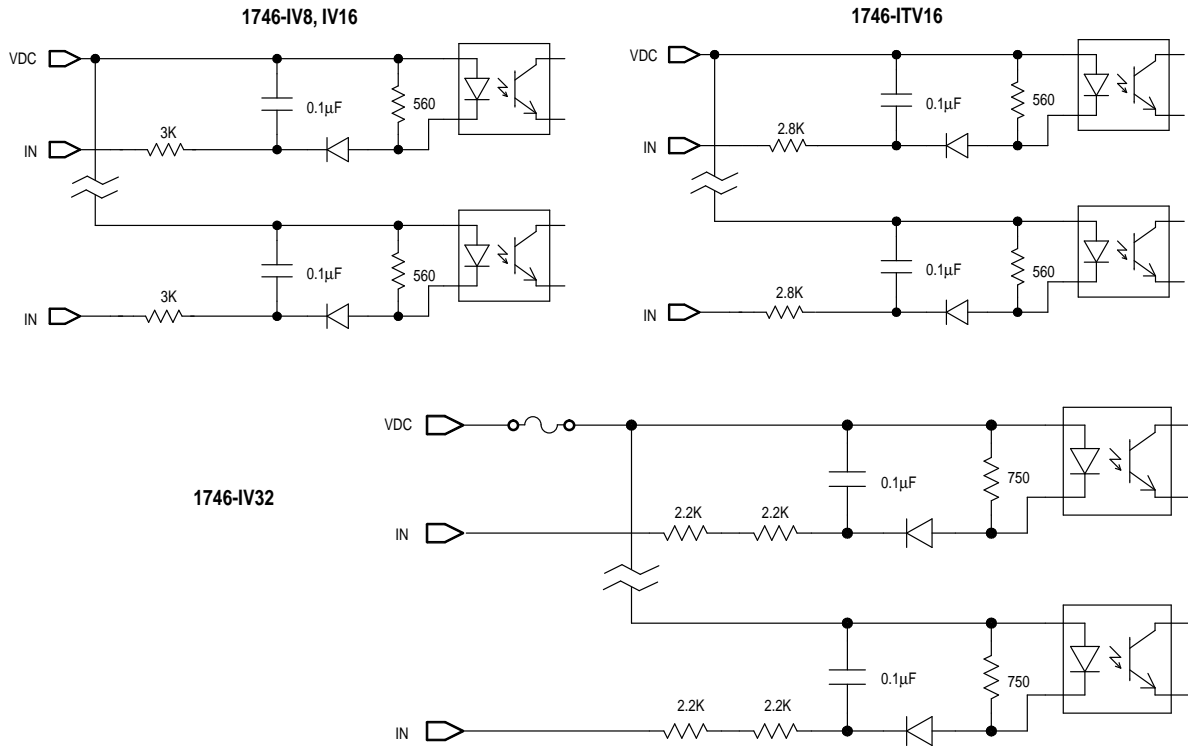 1746-IV8, IV16
VDC
0.1µF
560
3K
IN
0.1µF
560
3K
IN
1746-ITV16
VDC
0.1µF
560
2.8K
IN
0.1µF
560
2.8K
IN
1746-IV32
VDC
0.1µF
750
2.2K
2.2K
IN
0.1µF
750
2.2K
2.2K
IN